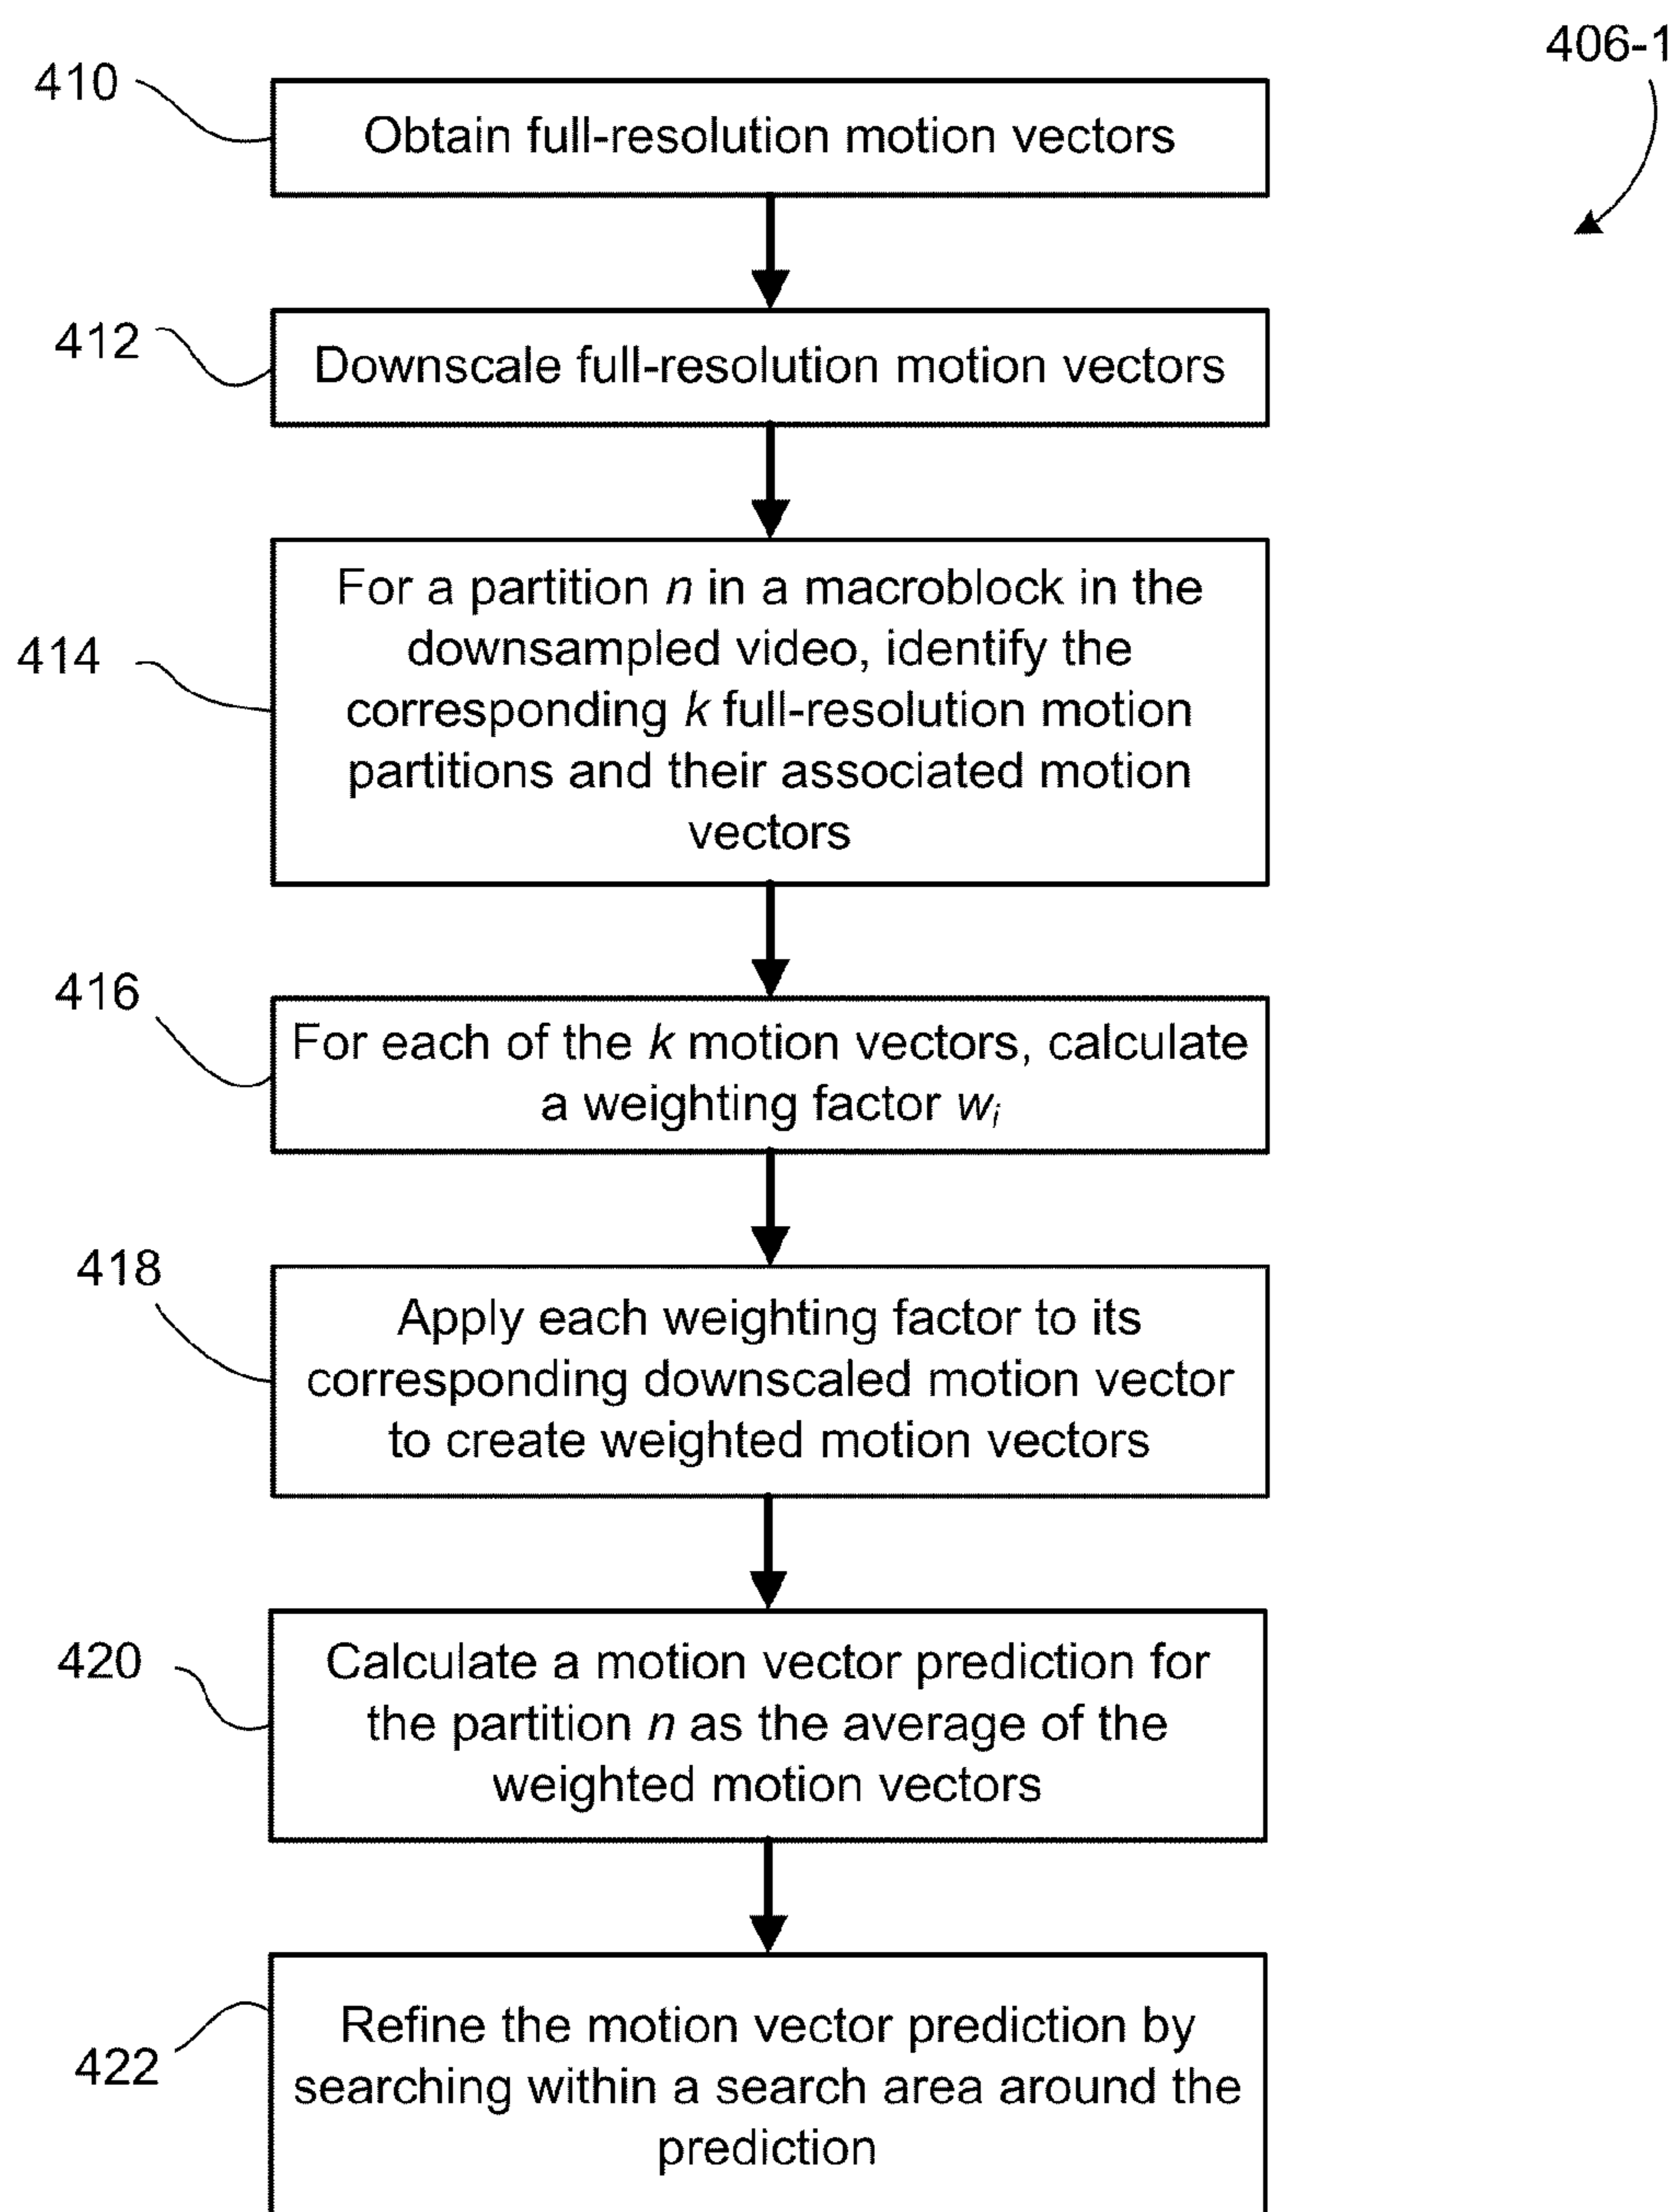 406-1
410
Obtain full-resolution motion vectors
412
Downscale full-resolution motion vectors
414
For a partition n in a macroblock in the
downsampled video, identify the
corresponding k full-resolution motion
partitions and their associated motion
vectors
416
For each of the k motion vectors, calculate
a weighting factor wi
418
Apply each weighting factor to its
corresponding downscaled motion vector
to create weighted motion vectors
420
Calculate a motion vector prediction for
the partition n as the average of the
weighted motion vectors
422
Refine the motion vector prediction by
searching within a search area around the
prediction